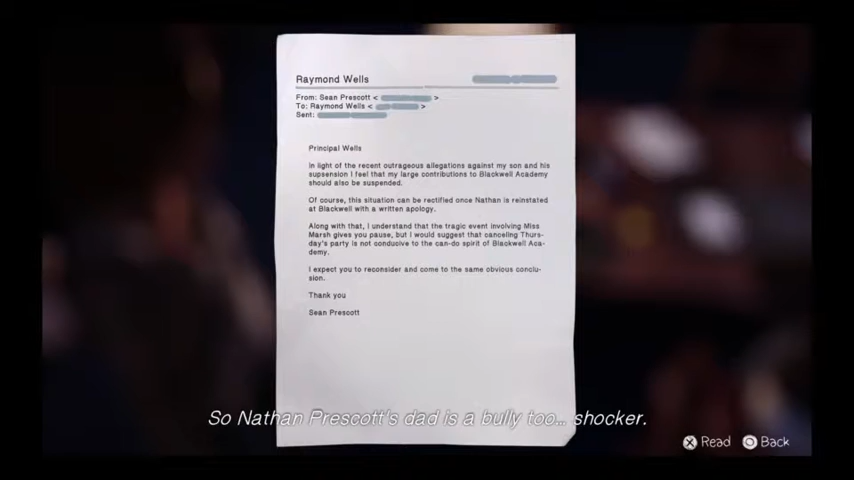 Raymond Wells
From: Sean Prescott < >
To: Raymond Wells < >
Sent:
Principal Wells
In light of the recent outrageous allegations against my son and his
supsension I feel that my large contributions to Blackwell Academy
should also be suspended.
Of course, this situation can be rectified once Nathan is reinstated
at Blackwell with a written apology.
Along with that, I understand that the tragic event involving Miss
Marsh gives you pause, but I would suggest that canceling Thurs-
day's party is not conducive to the can-do spirit of Blackwell Aca-
demy.
I expect you to reconsider and come to the same obvious conclu-
sion.
Thank you
Sean Prescott
So Nathan Prescott's dad is a bully too... shocker.
Read Back